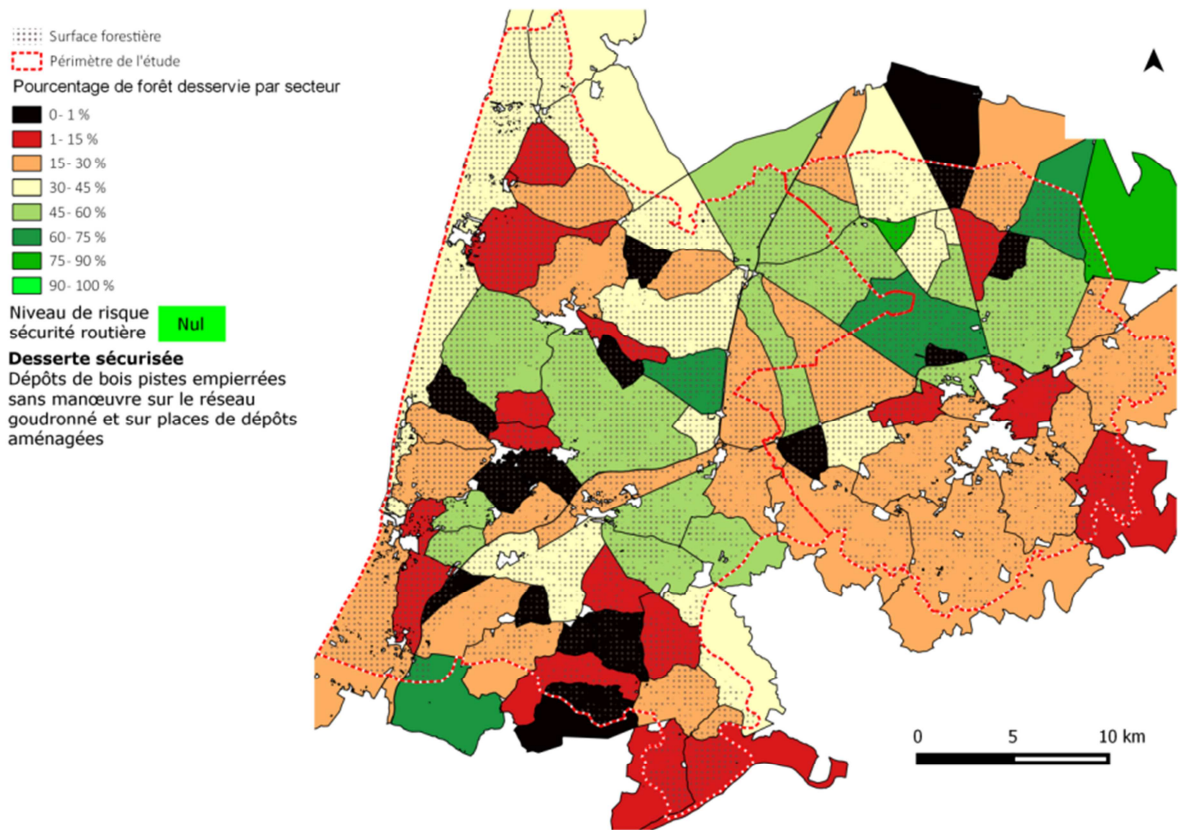 Surface forestière
Périmètre de l'étude
Pourcentage de forêt desservie par secteur
0- 1 %
1- 15 %
15- 30 %
30- 45 %
45- 60 %
60- 75 %
75- 90 %
90- 100 %
Niveau de risque
sécurité routière
Nul
Desserte sécurisée
Dépôts de bois pistes empierrées
sans manœuvre sur le réseau
goudronné et sur places de dépôts
aménagées
0 5 10 km